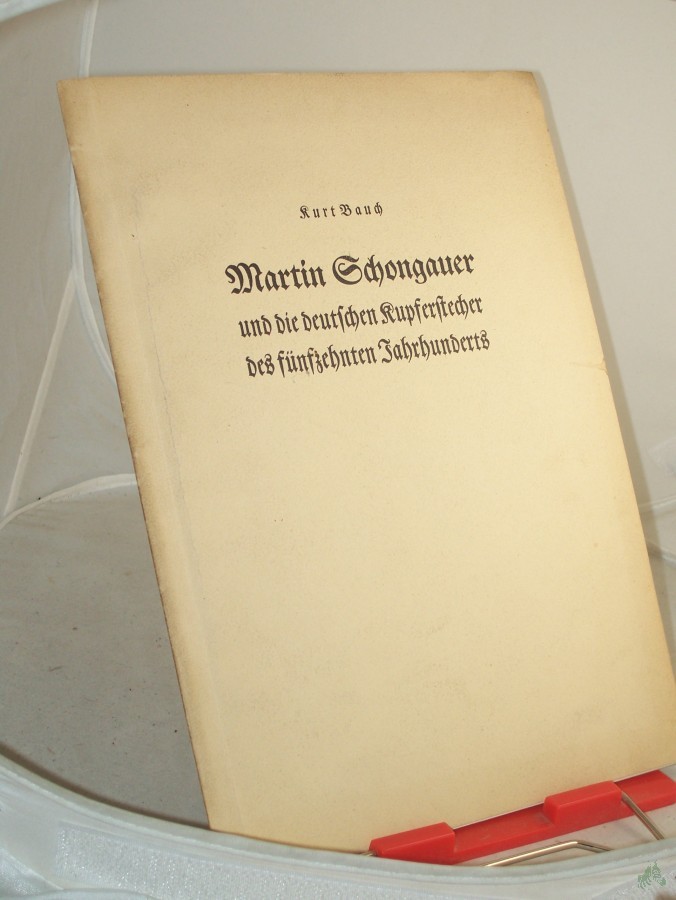 Kurt Bauch
Martin Schongauer
und die deutschen Kupferstecher
des fünfzehnten Jahrhunderts